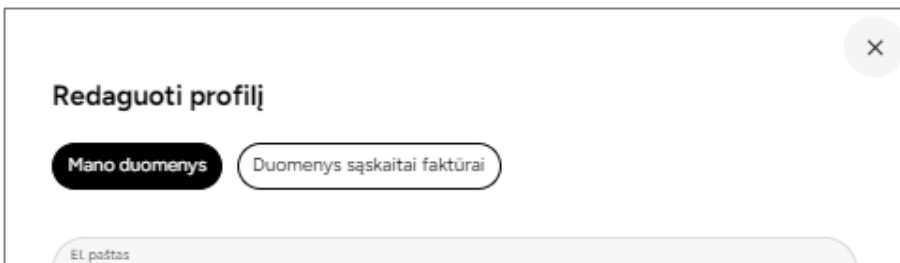 Redaguoti profilį
Mano duomenys Duomenys sąskaitai faktūrai
El. paštas